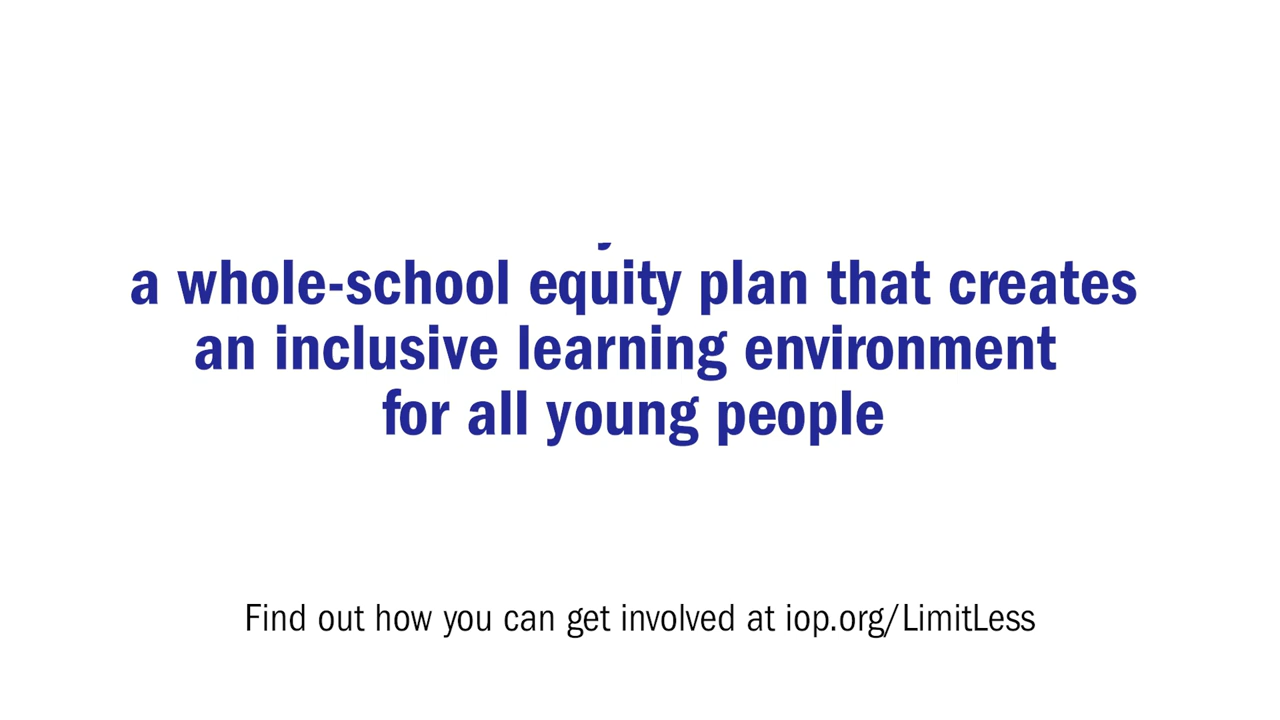 a whole-school equity plan that creates
an inclusive learning environment
for all young people
Find out how you can get involved at iop.org/LimitLess